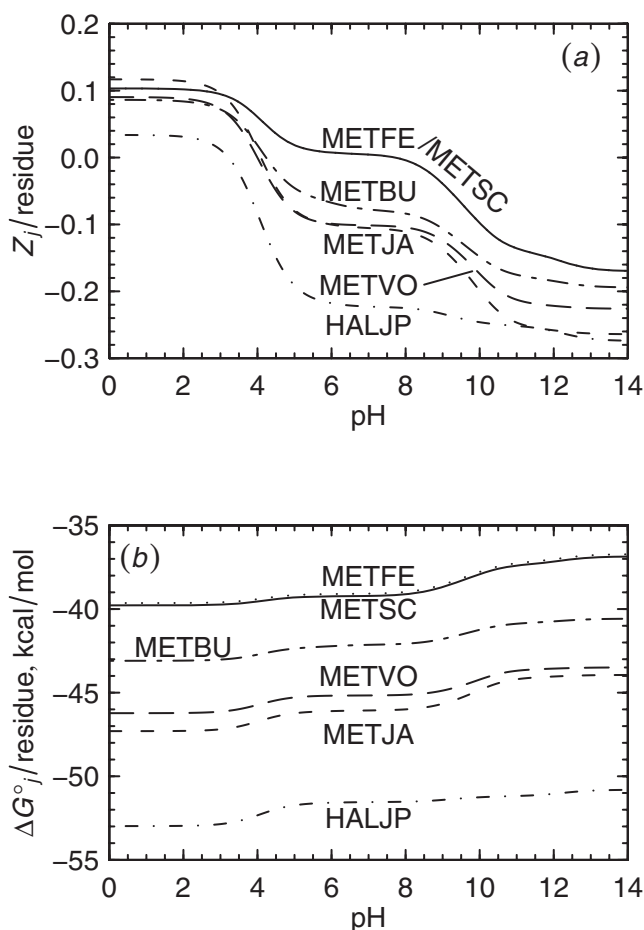 0.2
(a)
0.1
METFE/METSC
0.0
METBU
−0.1
METJA
METVO
−0.2
HALJP
−0.3
0 2 4 6 8 10 12 14
pH
Zj/residue
−35
(b)
METFE
−40
METSC
METBU
METVO
−45
METJA
−50
HALJP
−55
0 2 4 6 8 10 12 14
pH
ΔG°j/residue, kcal/mol